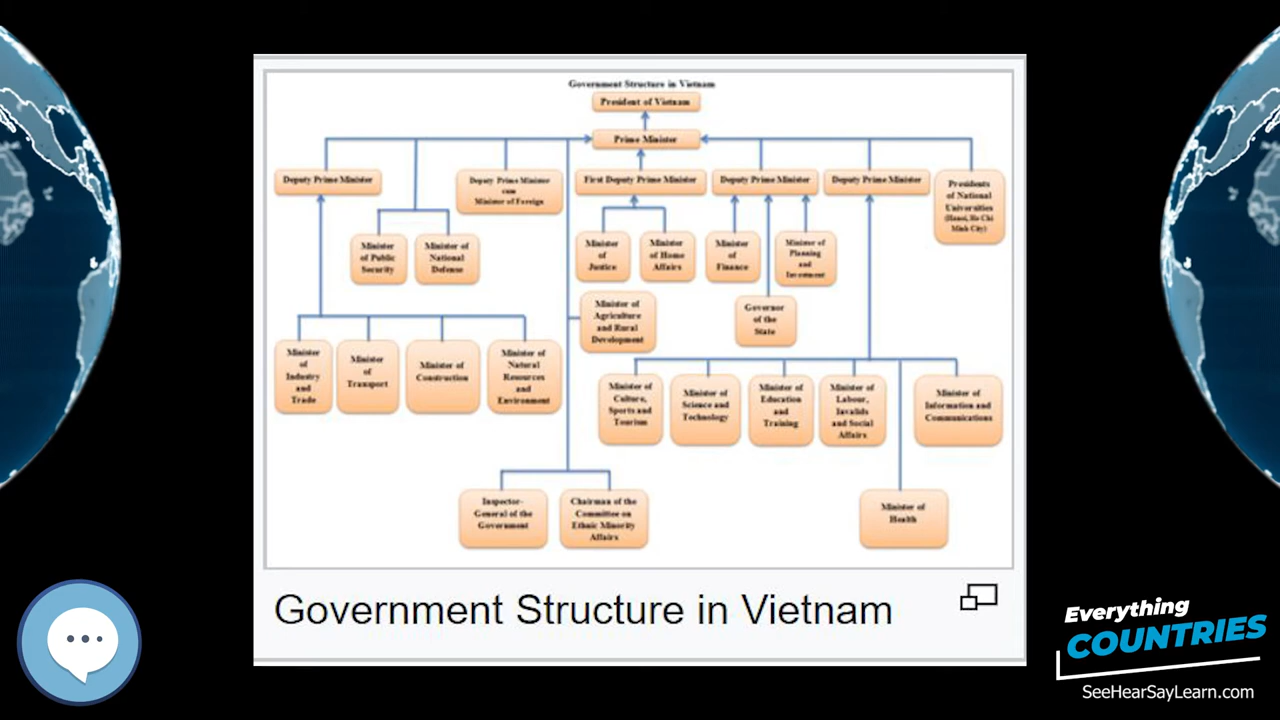 Government Structure in Vietnam
President of Vietnam
Prime Minister
Deputy Prime Minister
Deputy Prime Minister
cum
Minister of Foreign
First Deputy Prime Minister
Deputy Prime Minister
Deputy Prime Minister
Presidents
of National
Universities
(Hanoi, Ho Chi
Minh City)
Minister
of Public
Security
Minister of
National
Defense
Minister
of
Justice
Minister
of Home
Affairs
Minister
of
Finance
Minister of
Planning
and
Investment
Minister of
Agriculture
and Rural
Development
Governor
of the
State
Minister
of
Industry
and
Trade
Minister
of
Transport
Minister of
Construction
Minister of
Natural
Resources
and
Environment
Minister of
Culture,
Sports and
Tourism
Minister of
Science and
Technology
Minister of
Education
and
Training
Minister of
Labour,
Invalids
and Social
Affairs
Minister of
Information and
Communications
Inspector-
General of the
Government
Chairman of the
Committee on
Ethnic Minority
Affairs
Minister of
Health
Government Structure in Vietnam
Everything
COUNTRIES
SeeHearSayLearn.com